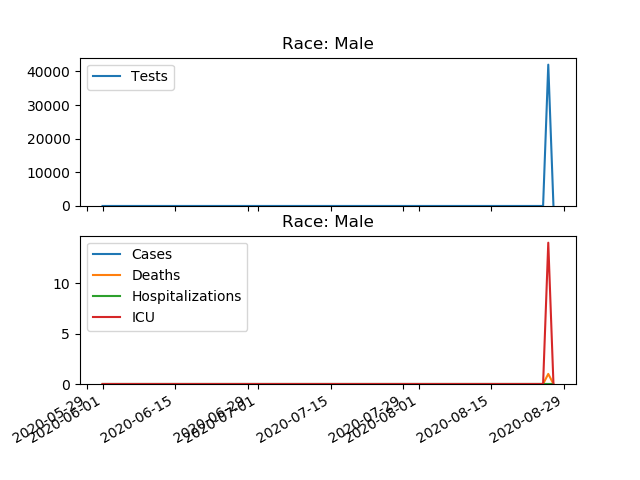 Race: Male
40000
30000
20000
10000
0
Tests
Race: Male
10
5
0
Cases
Deaths
Hospitalizations
ICU
2020-05-29
2020-06-01
2020-06-15
2020-06-29
2020-07-01
2020-07-15
2020-07-29
2020-08-01
2020-08-15
2020-08-29